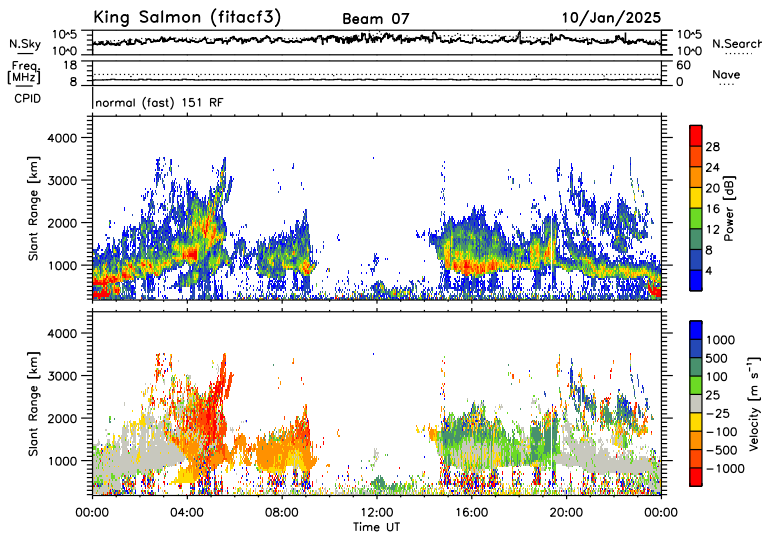 King Salmon (fitacf3) Beam 07 10/Jan/2025
N.Sky 10^5 10^0 10^5 10^0 N.Search
Freq. [MHz] 18 8 60 0 Nave
CPID normal (fast) 151 RF
Slant Range [km] 4000 3000 2000 1000
Power [dB] 28 24 20 16 12 8 4
Slant Range [km] 4000 3000 2000 1000
Velocity [m s⁻¹] 1000 500 100 25 −25 −100 −500 −1000
00:00 04:00 08:00 12:00 16:00 20:00 00:00
Time UT